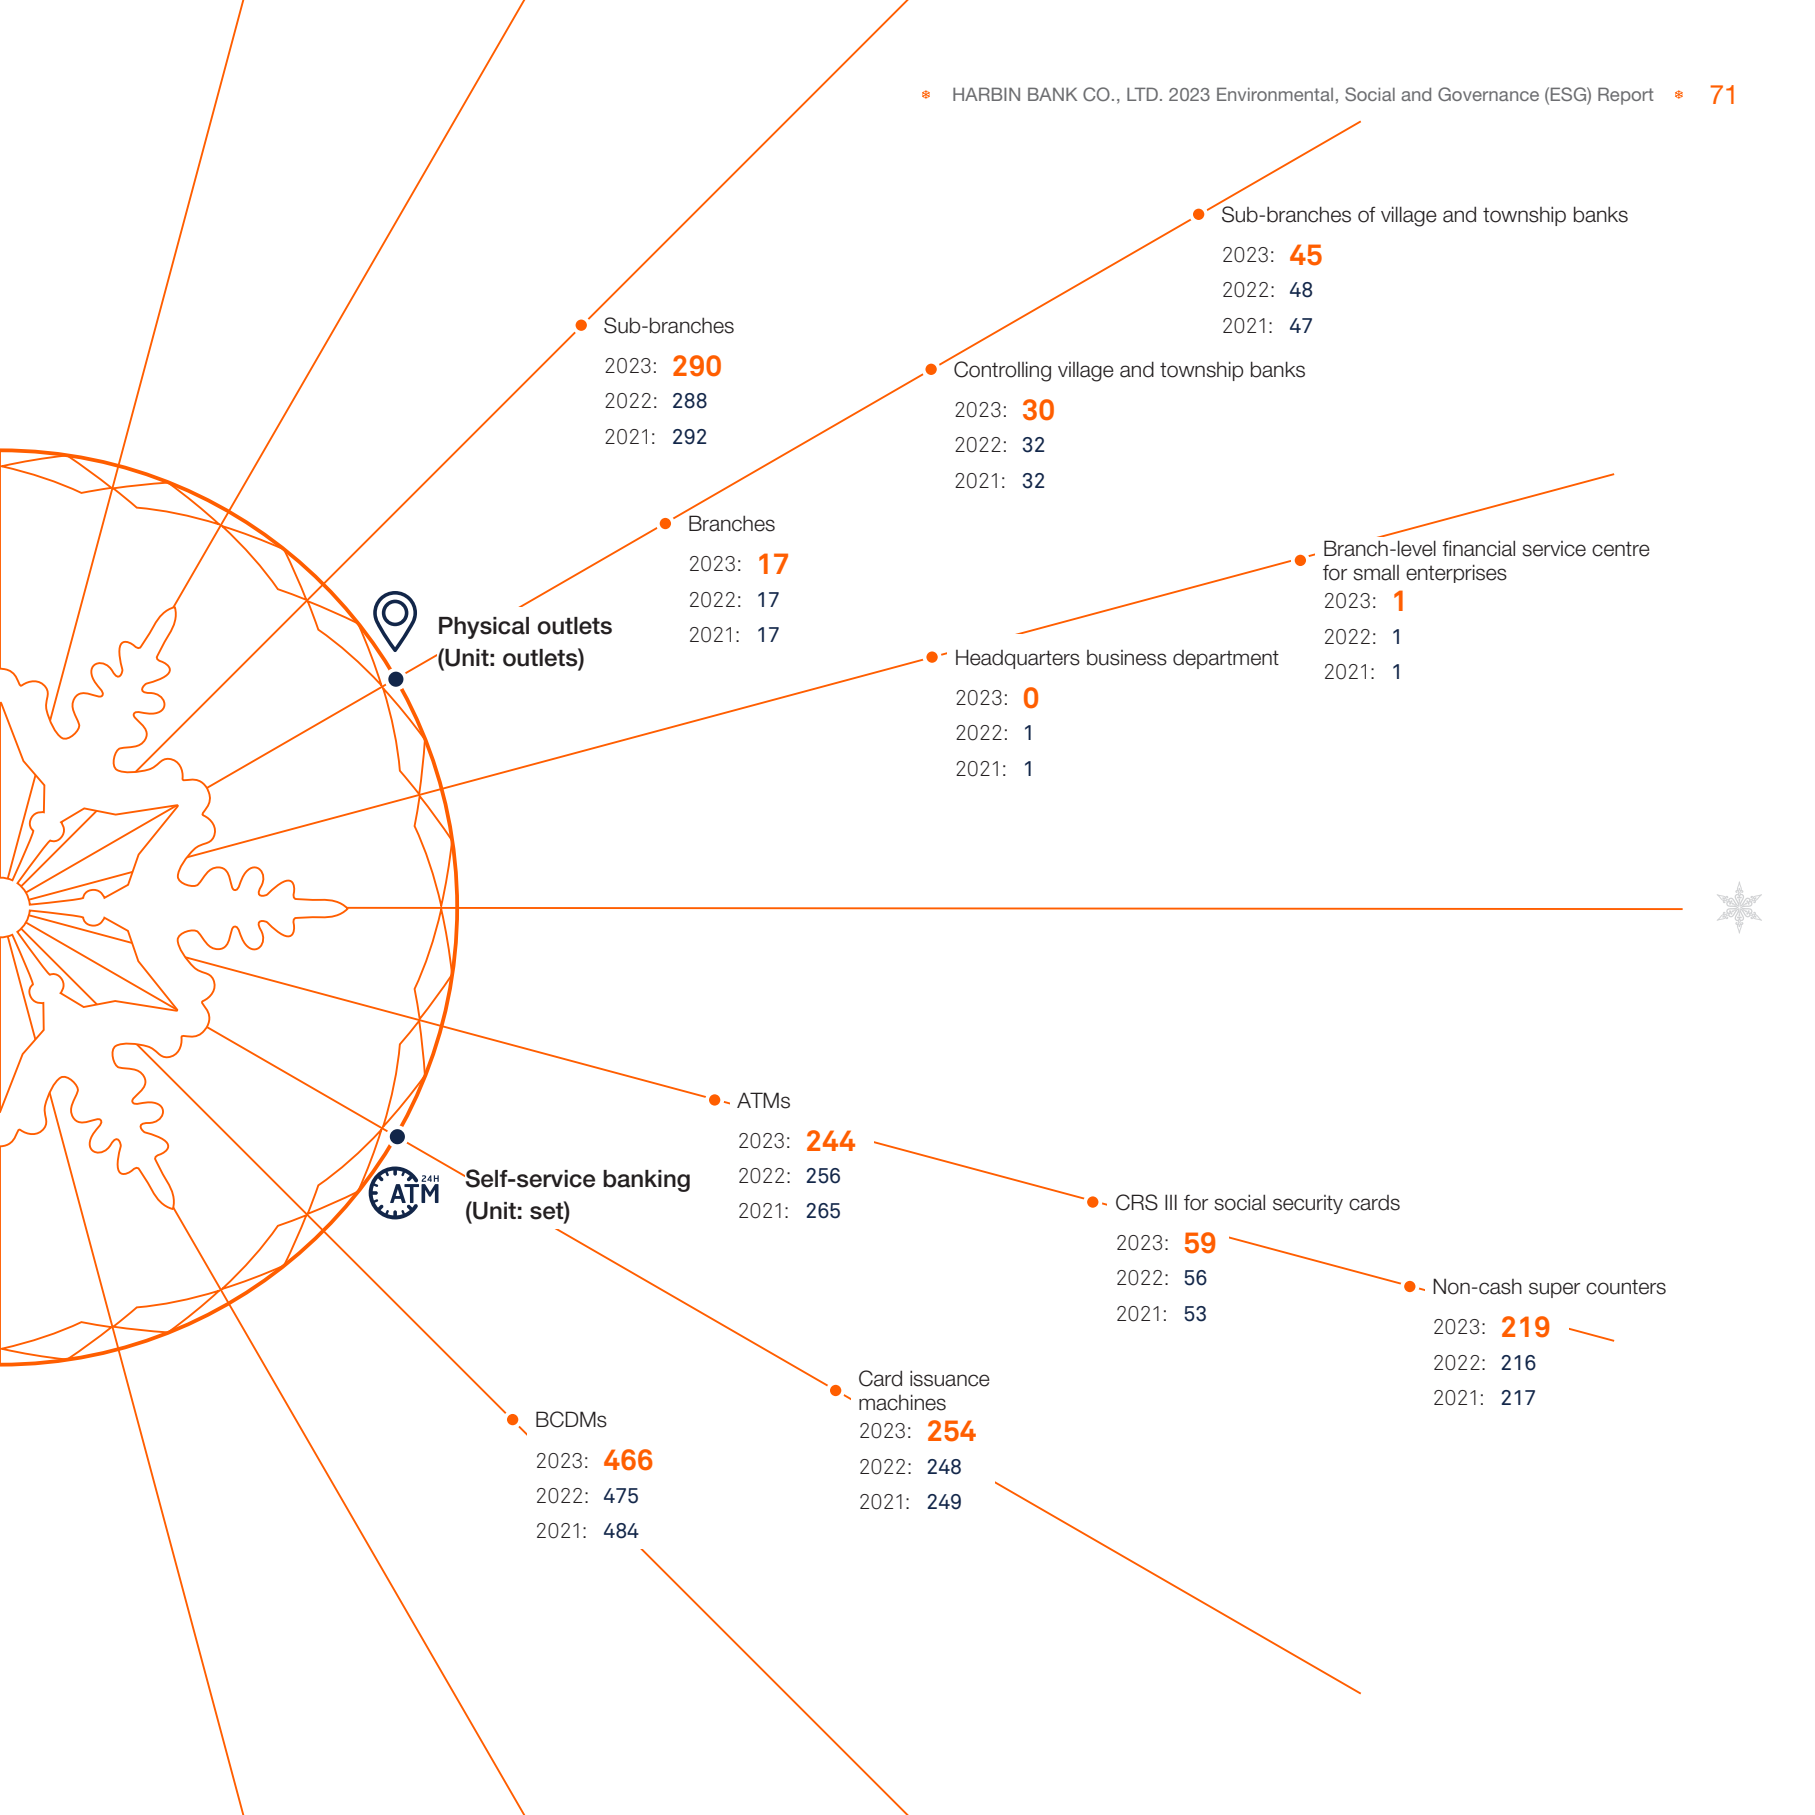 HARBIN BANK CO., LTD. 2023 Environmental, Social and Governance (ESG) Report 71
Physical outlets
(Unit: outlets)
Sub-branches
2023: 290
2022: 288
2021: 292
Branches
2023: 17
2022: 17
2021: 17
Controlling village and township banks
2023: 30
2022: 32
2021: 32
Sub-branches of village and township banks
2023: 45
2022: 48
2021: 47
Headquarters business department
2023: 0
2022: 1
2021: 1
Branch-level financial service centre
for small enterprises
2023: 1
2022: 1
2021: 1
24H
ATM
Self-service banking
(Unit: set)
ATMs
2023: 244
2022: 256
2021: 265
CRS III for social security cards
2023: 59
2022: 56
2021: 53
Non-cash super counters
2023: 219
2022: 216
2021: 217
Card issuance
machines
2023: 254
2022: 248
2021: 249
BCDMs
2023: 466
2022: 475
2021: 484